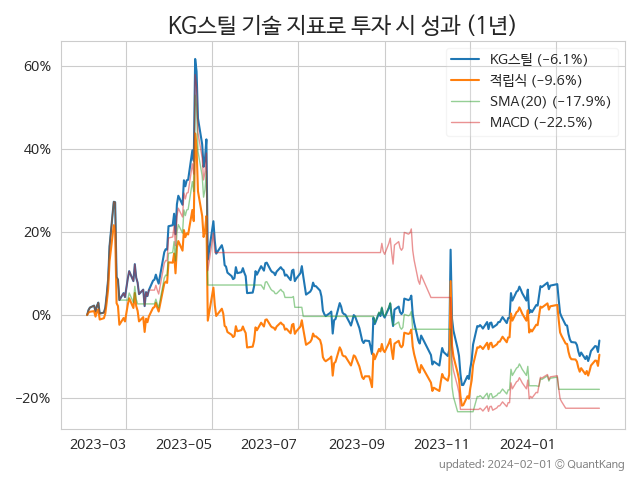 KG스틸 기술 지표로 투자 시 성과 (1년)
KG스틸 (−6.1%)
적립식 (−9.6%)
SMA(20) (−17.9%)
MACD (−22.5%)
60%
40%
20%
0%
−20%
2023-03
2023-05
2023-07
2023-09
2023-11
2024-01
updated: 2024-02-01 © QuantKang